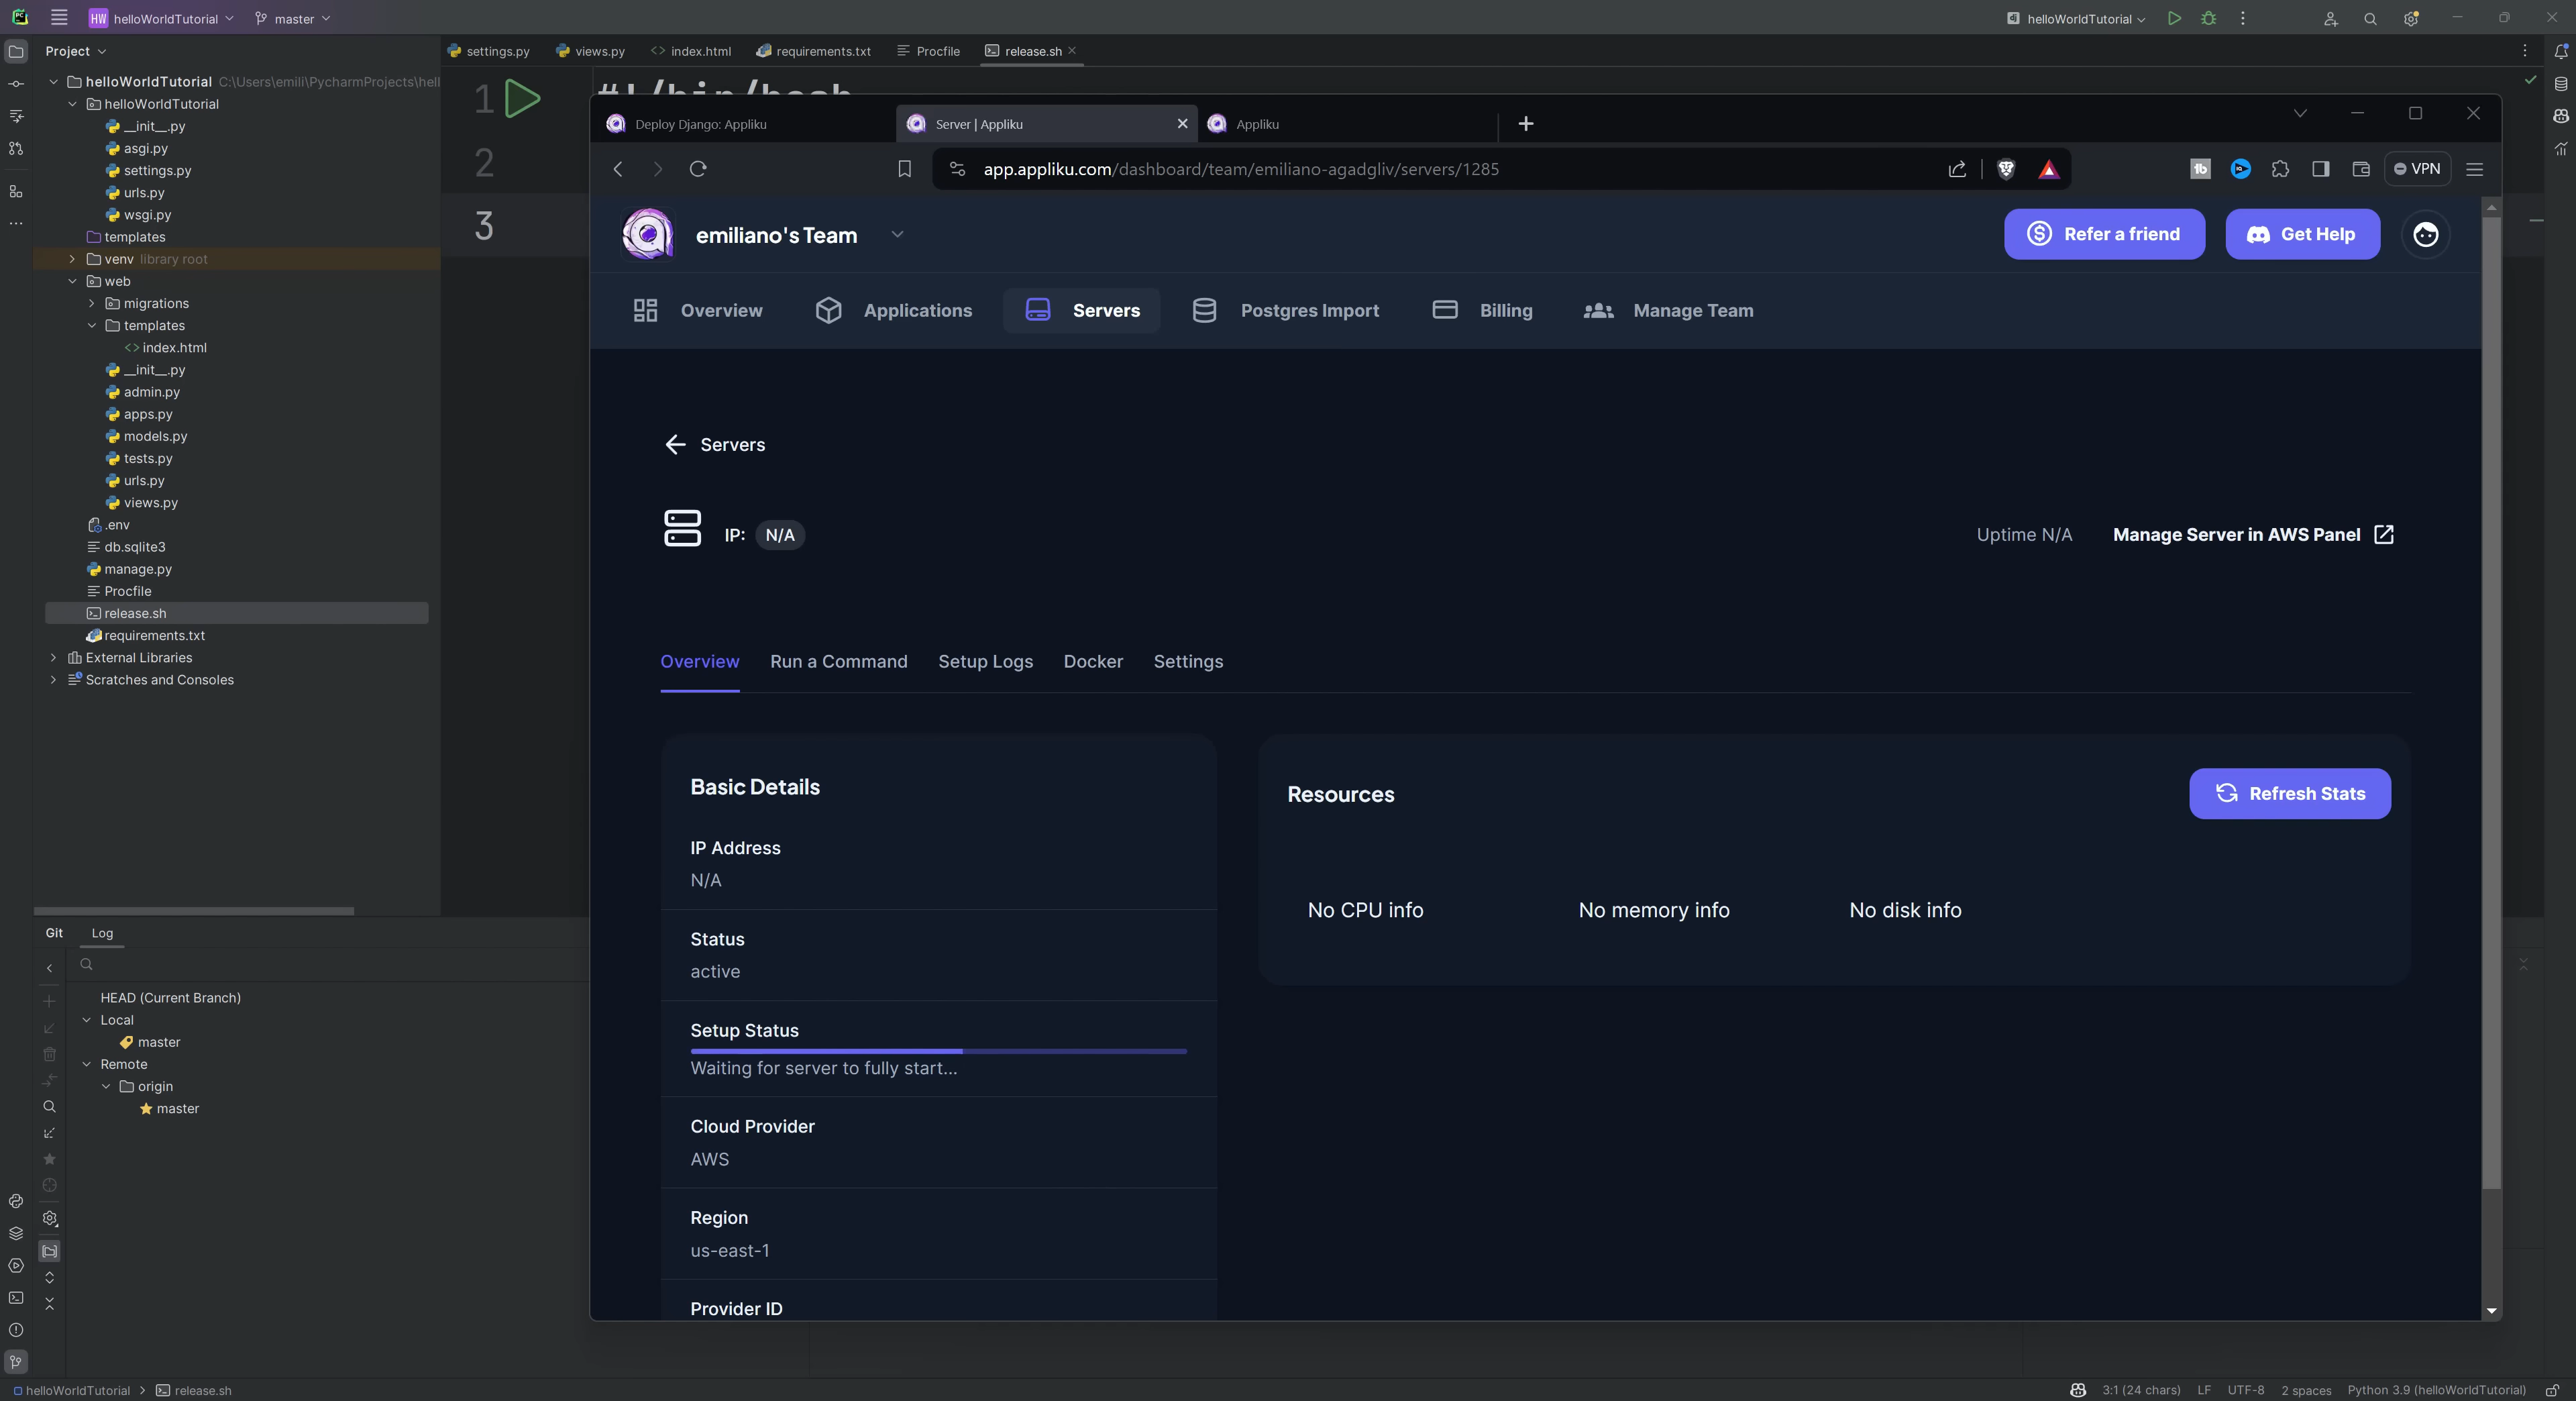 HW helloWorldTutorial master
helloWorldTutorial
Project
settings.py views.py index.html requirements.txt Procfile release.sh
helloWorldTutorial C:\Users\emili\PycharmProjects\hell
helloWorldTutorial
__init__.py
asgi.py
settings.py
urls.py
wsgi.py
templates
venv library root
web
migrations
templates
index.html
__init__.py
admin.py
apps.py
models.py
tests.py
urls.py
views.py
.env
db.sqlite3
manage.py
Procfile
release.sh
requirements.txt
External Libraries
Scratches and Consoles
1 #!/bin/bash
2
3
Deploy Django: Appliku
Server | Appliku
Appliku
app.appliku.com/dashboard/team/emiliano-agadgliv/servers/1285
VPN
emiliano's Team
Refer a friend
Get Help
Overview Applications Servers Postgres Import Billing Manage Team
Servers
IP: N/A
Uptime N/A
Manage Server in AWS Panel
Overview Run a Command Setup Logs Docker Settings
Basic Details
IP Address
N/A
Status
active
Setup Status
Waiting for server to fully start...
Cloud Provider
AWS
Region
us-east-1
Provider ID
Resources
Refresh Stats
No CPU info No memory info No disk info
Git Log
HEAD (Current Branch)
Local
master
Remote
origin
master
helloWorldTutorial > release.sh
3:1 (24 chars) LF UTF-8 2 spaces Python 3.9 (helloWorldTutorial)